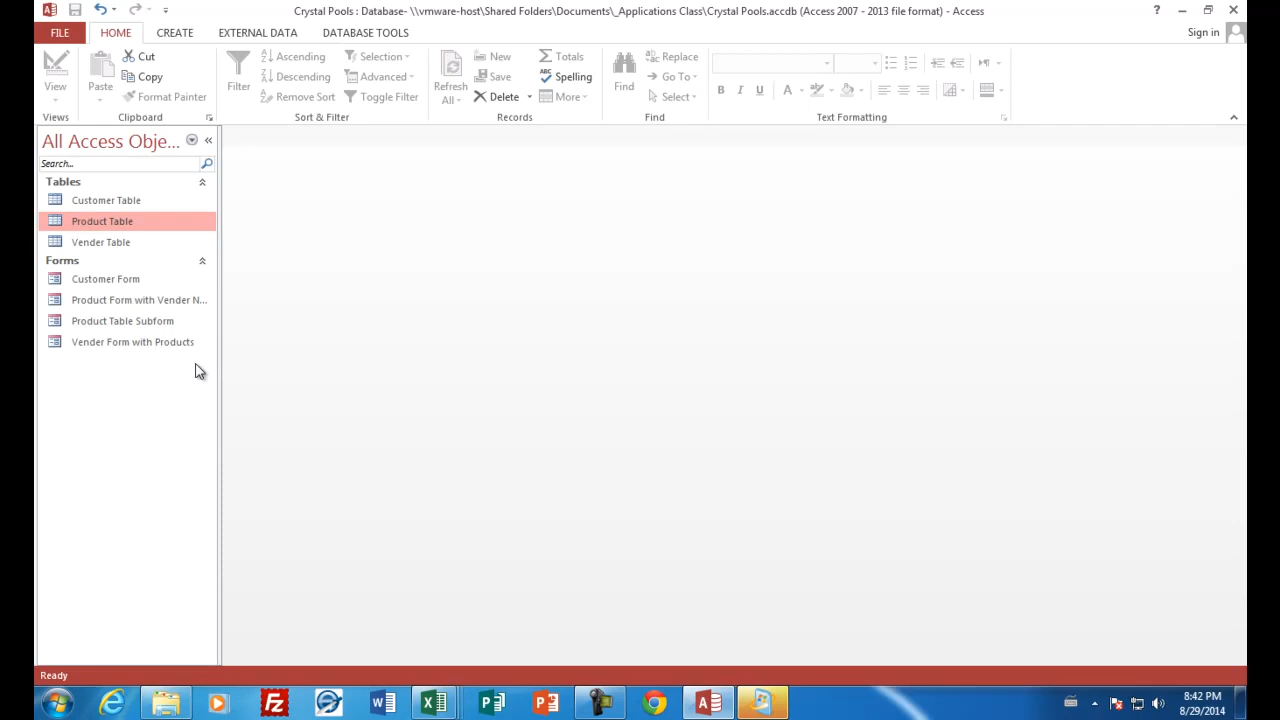 Crystal Pools : Database- \\vmware-host\Shared Folders\Documents\_Applications Class\Crystal Pools.accdb (Access 2007 - 2013 file format) - Access
?
FILE HOME CREATE EXTERNAL DATA DATABASE TOOLS
Sign in
View
Views
Paste
Cut
Copy
Format Painter
Clipboard
Filter
Ascending
Descending
Remove Sort
Selection
Advanced
Toggle Filter
Sort & Filter
Refresh
All
New
Save
Delete
Totals
Spelling
More
Records
Find
Replace
Go To
Select
Find
B I U A
Text Formatting
All Access Obje...
Search...
Tables
Customer Table
Product Table
Vender Table
Forms
Customer Form
Product Form with Vender N...
Product Table Subform
Vender Form with Products
Ready
8:42 PM
8/29/2014